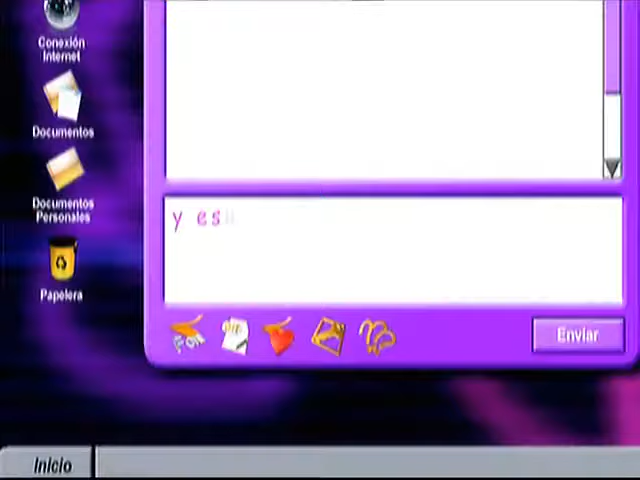 Conexión
Internet
Documentos
Documentos
Personales
Papelera
y es
Enviar
Inicio